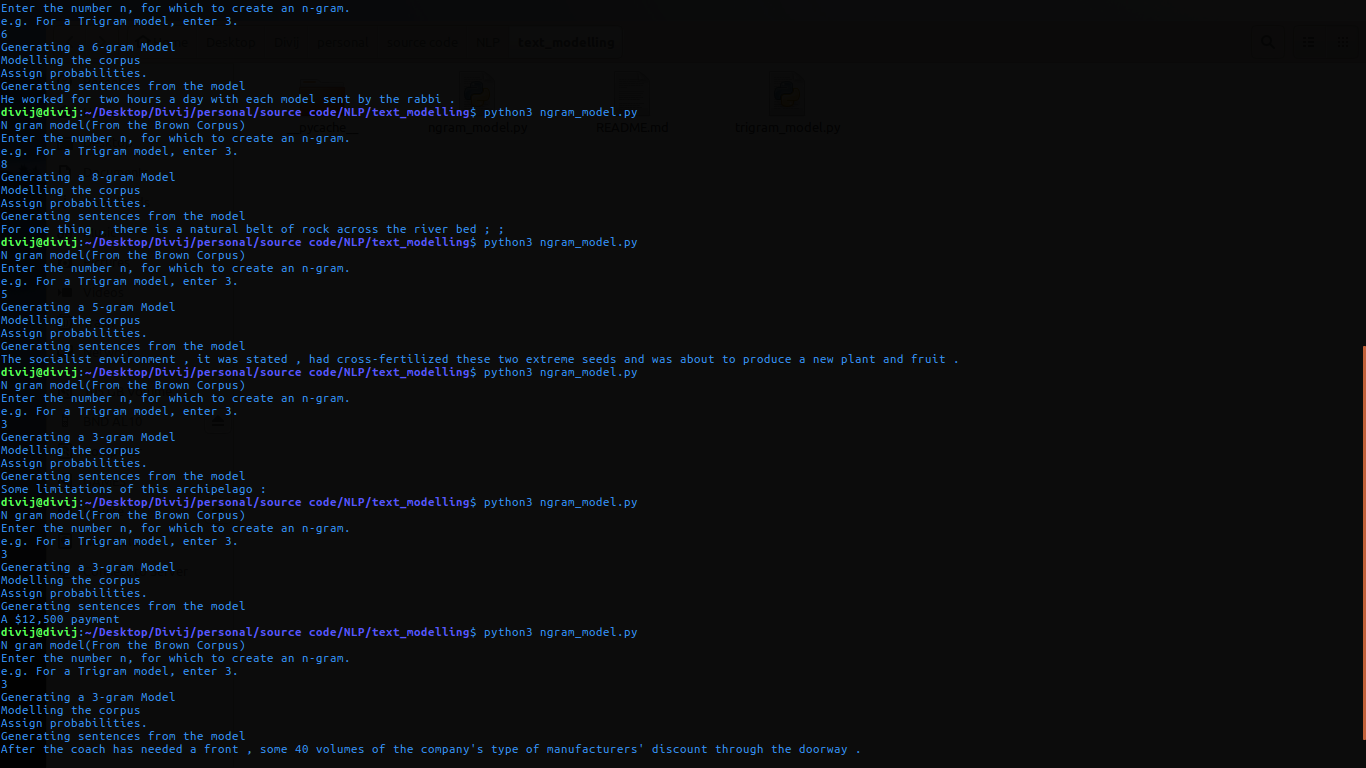 Enter the number n, for which to create an n-gram.
e.g. For a Trigram model, enter 3.
6
Generating a 6-gram Model
Modelling the corpus
Assign probabilities.
Generating sentences from the model
He worked for two hours a day with each model sent by the rabbi .
divij@divij:~/Desktop/Divij/personal/source code/NLP/text_modelling$ python3 ngram_model.py
N gram model(From the Brown Corpus)
Enter the number n, for which to create an n-gram.
e.g. For a Trigram model, enter 3.
8
Generating a 8-gram Model
Modelling the corpus
Assign probabilities.
Generating sentences from the model
For one thing , there is a natural belt of rock across the river bed ; ;
divij@divij:~/Desktop/Divij/personal/source code/NLP/text_modelling$ python3 ngram_model.py
N gram model(From the Brown Corpus)
Enter the number n, for which to create an n-gram.
e.g. For a Trigram model, enter 3.
5
Generating a 5-gram Model
Modelling the corpus
Assign probabilities.
Generating sentences from the model
The socialist environment , it was stated , had cross-fertilized these two extreme seeds and was about to produce a new plant and fruit .
divij@divij:~/Desktop/Divij/personal/source code/NLP/text_modelling$ python3 ngram_model.py
N gram model(From the Brown Corpus)
Enter the number n, for which to create an n-gram.
e.g. For a Trigram model, enter 3.
3
Generating a 3-gram Model
Modelling the corpus
Assign probabilities.
Generating sentences from the model
Some limitations of this archipelago :
divij@divij:~/Desktop/Divij/personal/source code/NLP/text_modelling$ python3 ngram_model.py
N gram model(From the Brown Corpus)
Enter the number n, for which to create an n-gram.
e.g. For a Trigram model, enter 3.
3
Generating a 3-gram Model
Modelling the corpus
Assign probabilities.
Generating sentences from the model
A $12,500 payment
divij@divij:~/Desktop/Divij/personal/source code/NLP/text_modelling$ python3 ngram_model.py
N gram model(From the Brown Corpus)
Enter the number n, for which to create an n-gram.
e.g. For a Trigram model, enter 3.
3
Generating a 3-gram Model
Modelling the corpus
Assign probabilities.
Generating sentences from the model
After the coach has needed a front , some 40 volumes of the company's type of manufacturers' discount through the doorway .
text_modelling
ngram_model.py
README.md
trigram_model.py